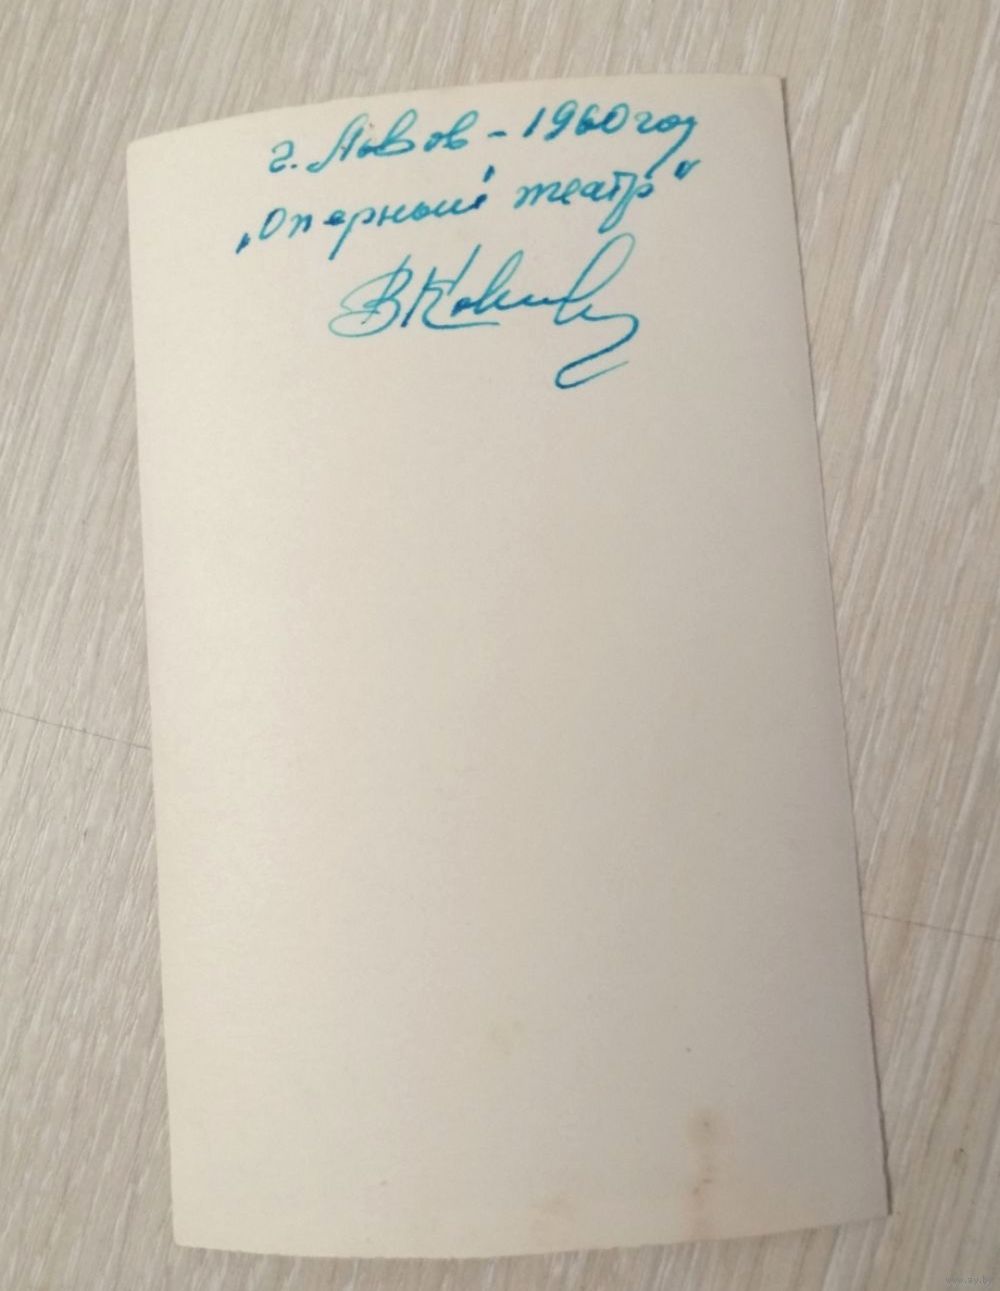 г. Львов - 1960 год
„Оперный театр"